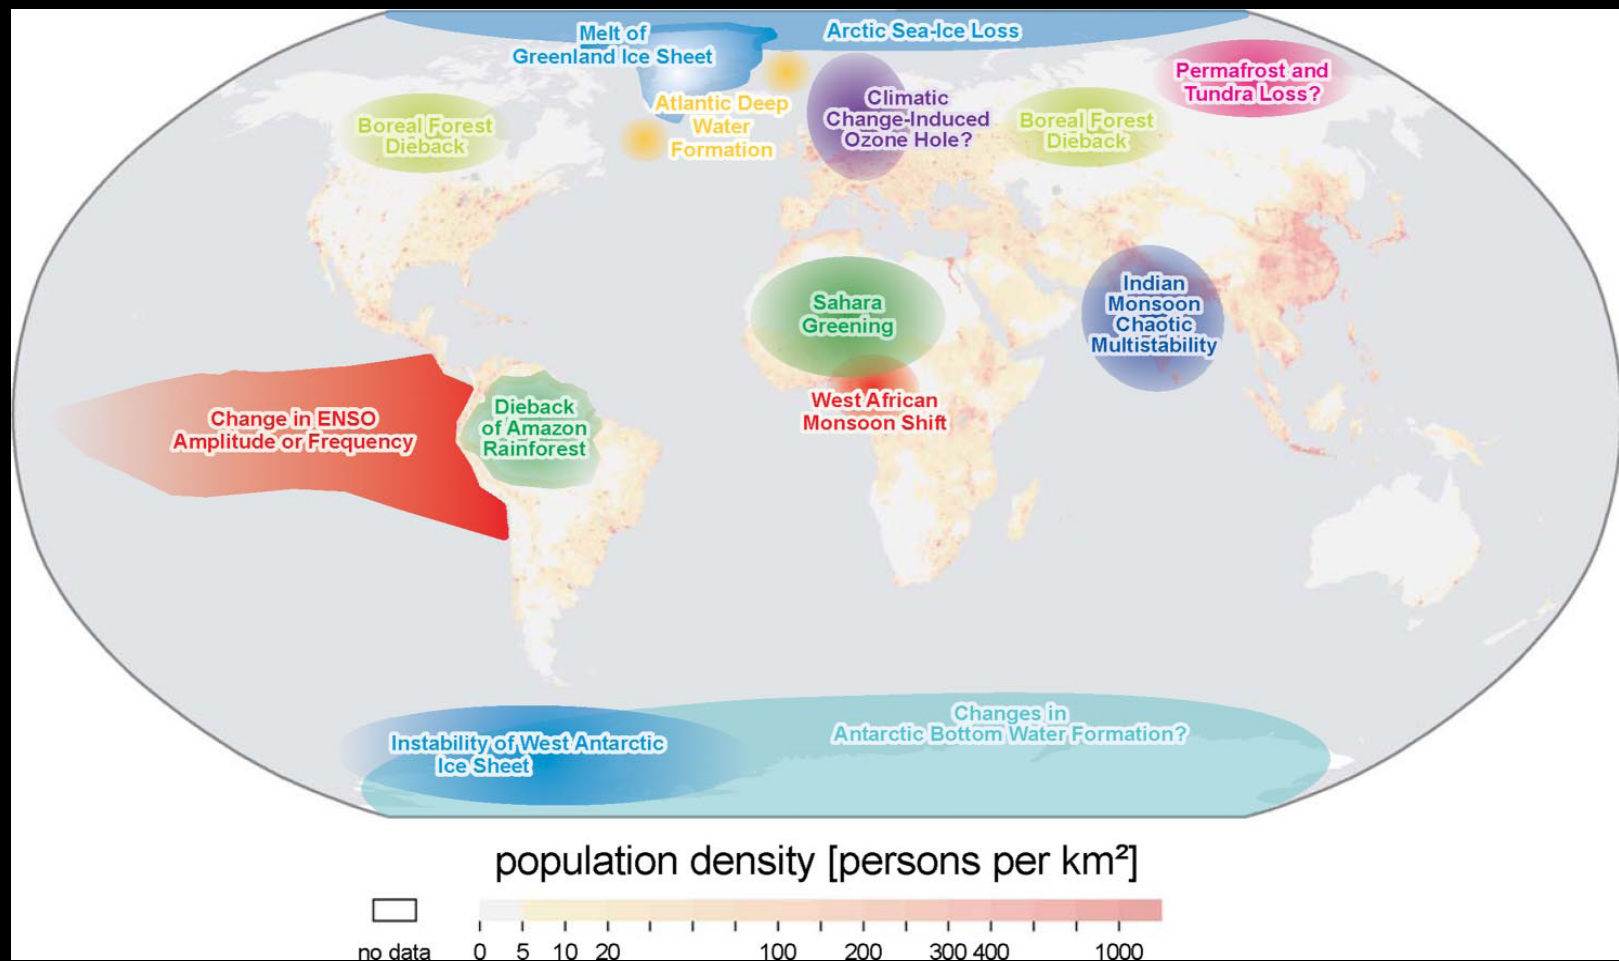 Melt of
Greenland Ice Sheet
Arctic Sea-Ice Loss
Permafrost and
Tundra Loss?
Atlantic Deep
Water
Formation
Climatic
Change-Induced
Ozone Hole?
Boreal Forest
Dieback
Boreal Forest
Dieback
Indian
Monsoon
Chaotic
Multistability
Sahara
Greening
West African
Monsoon Shift
Change in ENSO
Amplitude or Frequency
Dieback
of Amazon
Rainforest
Changes in
Antarctic Bottom Water Formation?
Instability of West Antarctic
Ice Sheet
population density [persons per km²]
no data 0 5 10 20 100 200 300 400 1000